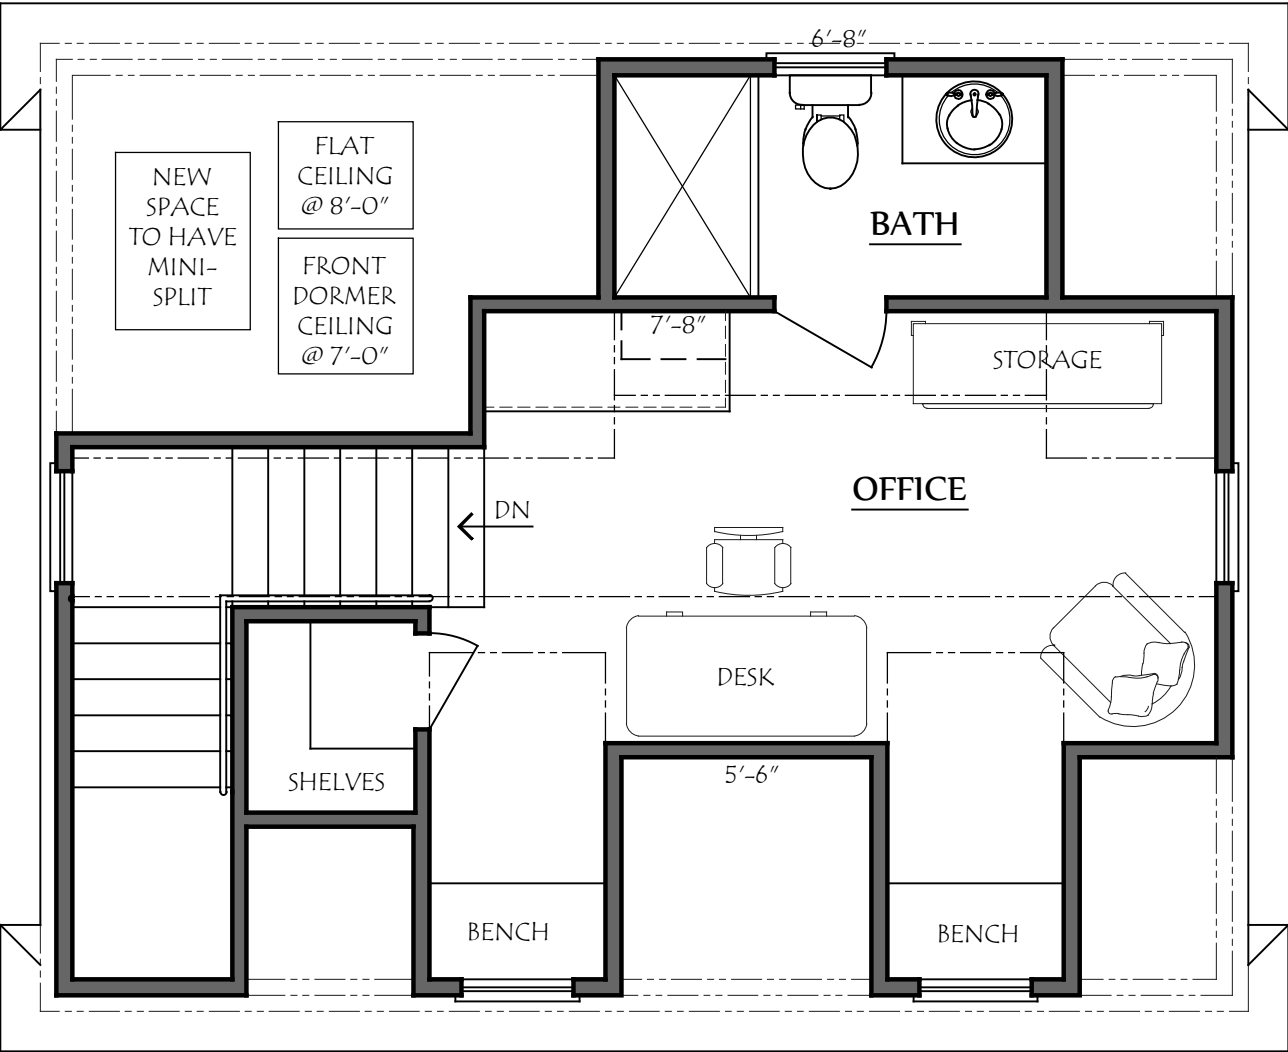 6'-8"
FLAT
CEILING
@ 8'-0"
NEW
SPACE
TO HAVE
MINI-
SPLIT
FRONT
DORMER
CEILING
@ 7'-0"
BATH
7'-8"
STORAGE
OFFICE
DN
DESK
5'-6"
SHELVES
BENCH
BENCH